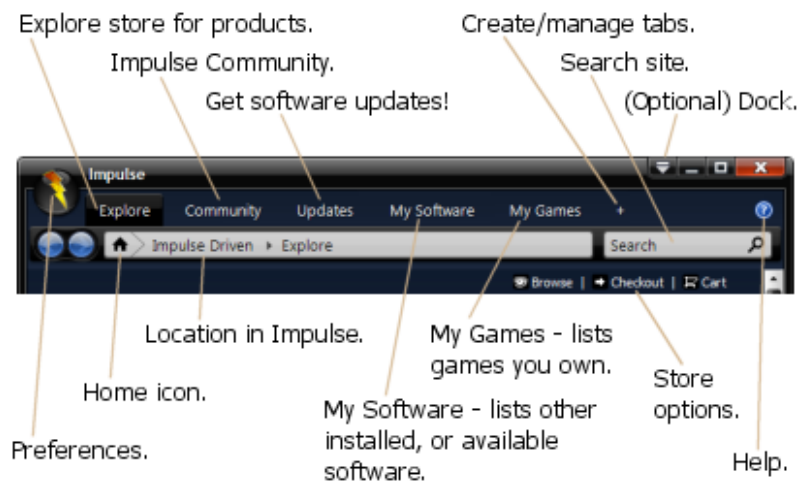 Explore store for products.
Create/manage tabs.
Impulse Community.
Search site.
Get software updates!
(Optional) Dock.
Impulse
Explore
Community
Updates
My Software
My Games
+
?
Impulse Driven
Explore
Search
Browse |
Checkout |
Cart
Location in Impulse.
My Games - lists
games you own.
Home icon.
Store
options.
My Software - lists other
installed, or available
software.
Preferences.
Help.